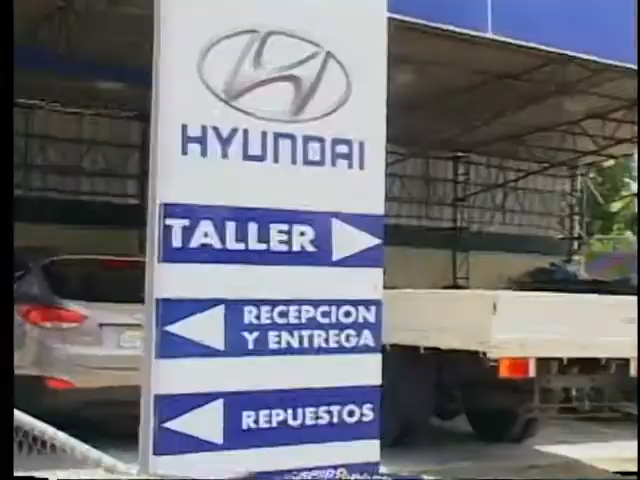 HYUNDAI
TALLER
RECEPCION
Y ENTREGA
REPUESTOS